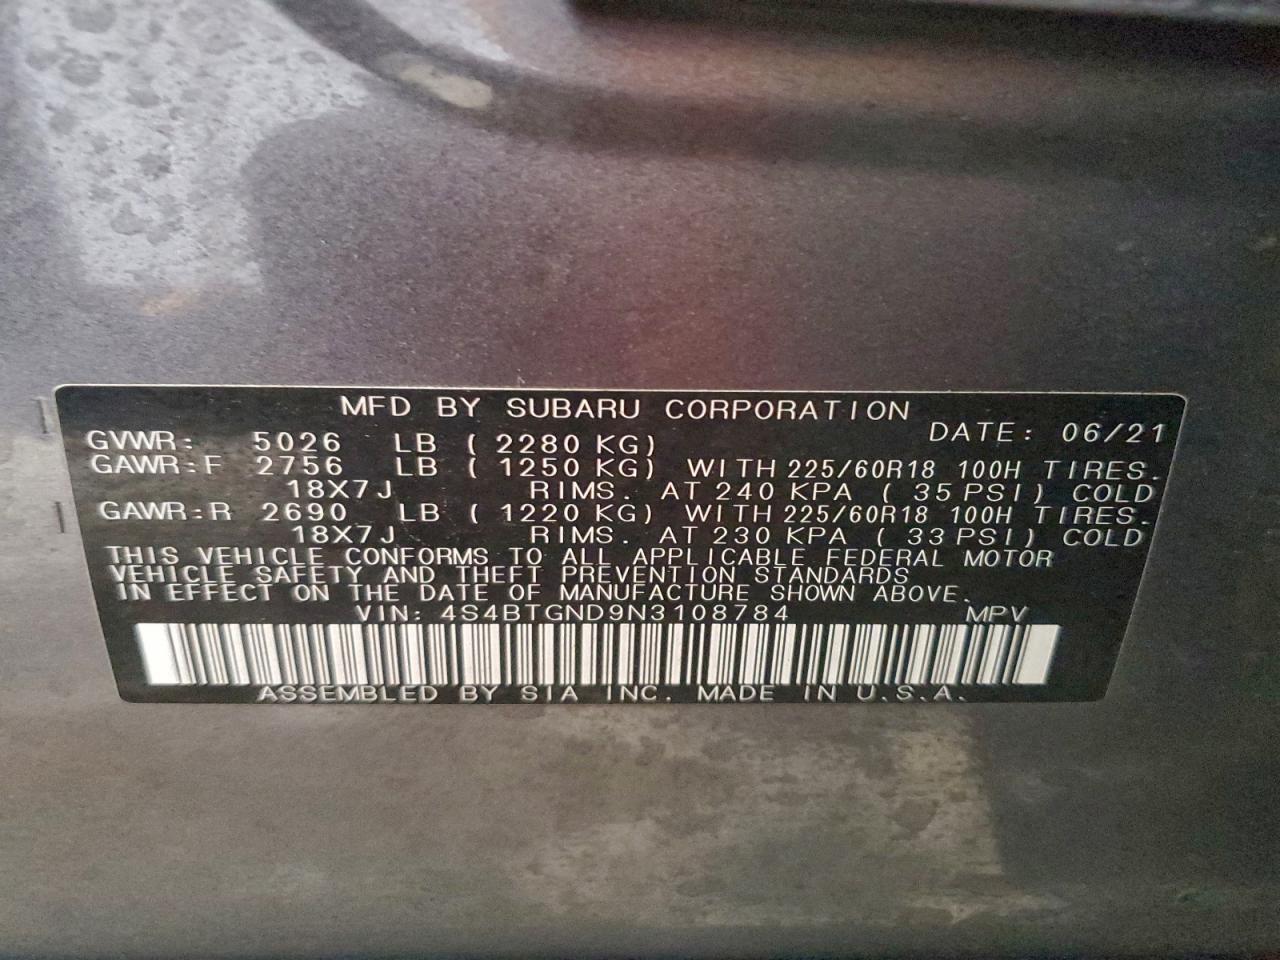 MFD BY SUBARU CORPORATION
DATE: 06/21
GVWR: 5026 LB ( 2280 KG)
GAWR:F 2756 LB ( 1250 KG) WITH 225/60R18 100H TIRES.
18X7J RIMS. AT 240 KPA ( 35 PSI) COLD
GAWR:R 2690 LB ( 1220 KG) WITH 225/60R18 100H TIRES.
18X7J RIMS. AT 230 KPA ( 33 PSI) COLD
THIS VEHICLE CONFORMS TO ALL APPLICABLE FEDERAL MOTOR
VEHICLE SAFETY AND THEFT PREVENTION STANDARDS
IN EFFECT ON THE DATE OF MANUFACTURE SHOWN ABOVE.
VIN: 4S4BTGND9N3108784 MPV
ASSEMBLED BY SIA INC. MADE IN U.S.A.